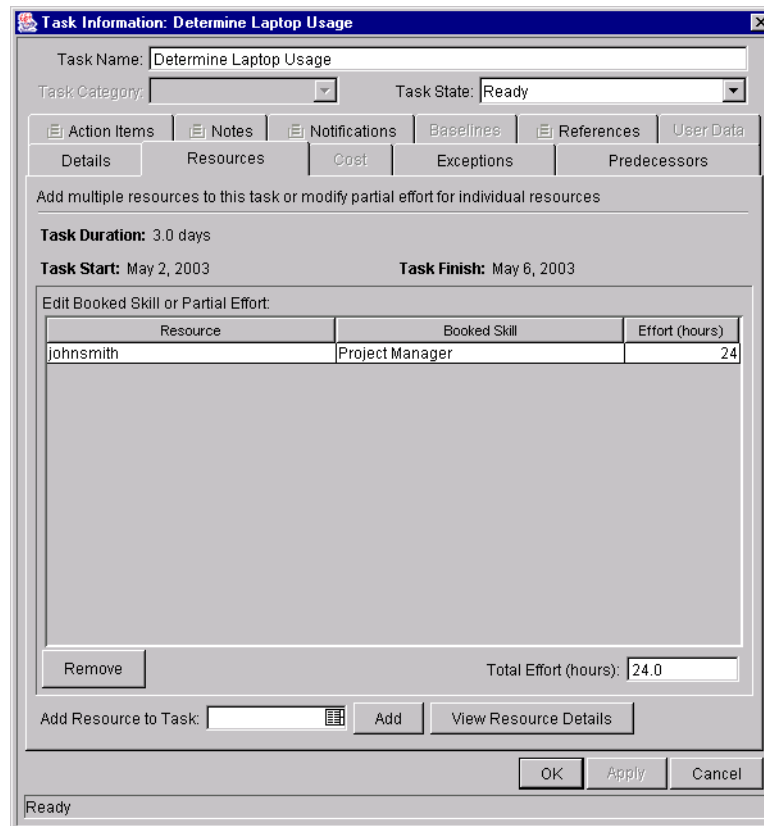 Task Information: Determine Laptop Usage
Task Name: Determine Laptop Usage
Task Category: Task State: Ready
Action Items Notes Notifications Baselines References User Data
Details Resources Cost Exceptions Predecessors
Add multiple resources to this task or modify partial effort for individual resources
Task Duration: 3.0 days
Task Start: May 2, 2003 Task Finish: May 6, 2003
Edit Booked Skill or Partial Effort:
Resource Booked Skill Effort (hours)
johnsmith Project Manager 24
Remove Total Effort (hours): 24.0
Add Resource to Task: Add View Resource Details
OK Apply Cancel
Ready